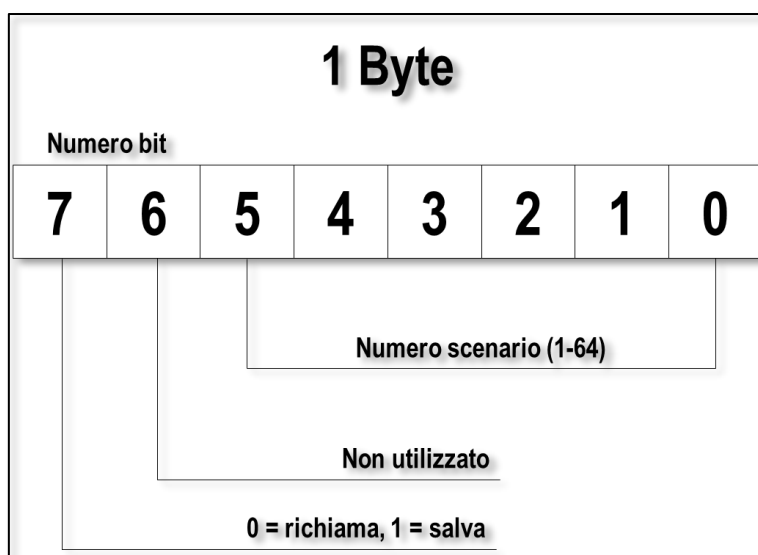 1 Byte
Numero bit
7 6 5 4 3 2 1 0
Numero scenario (1-64)
Non utilizzato
0 = richiama, 1 = salva